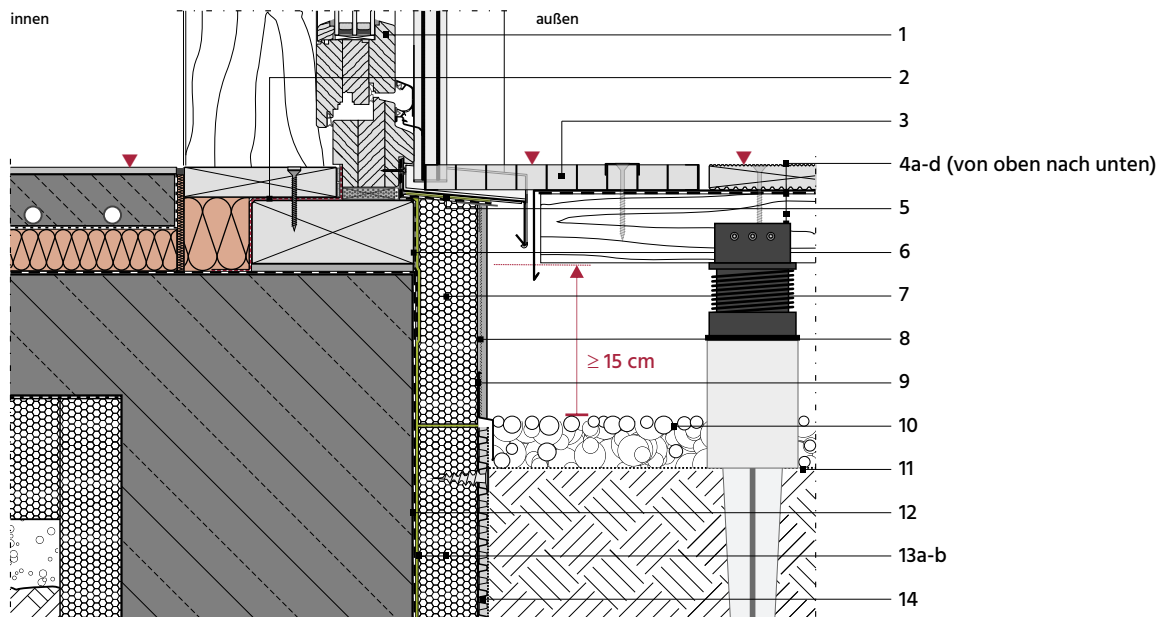 innen
außen
1
2
3
4a-d (von oben nach unten)
5
6
7
≥ 15 cm
8
9
10
11
12
13a-b
14